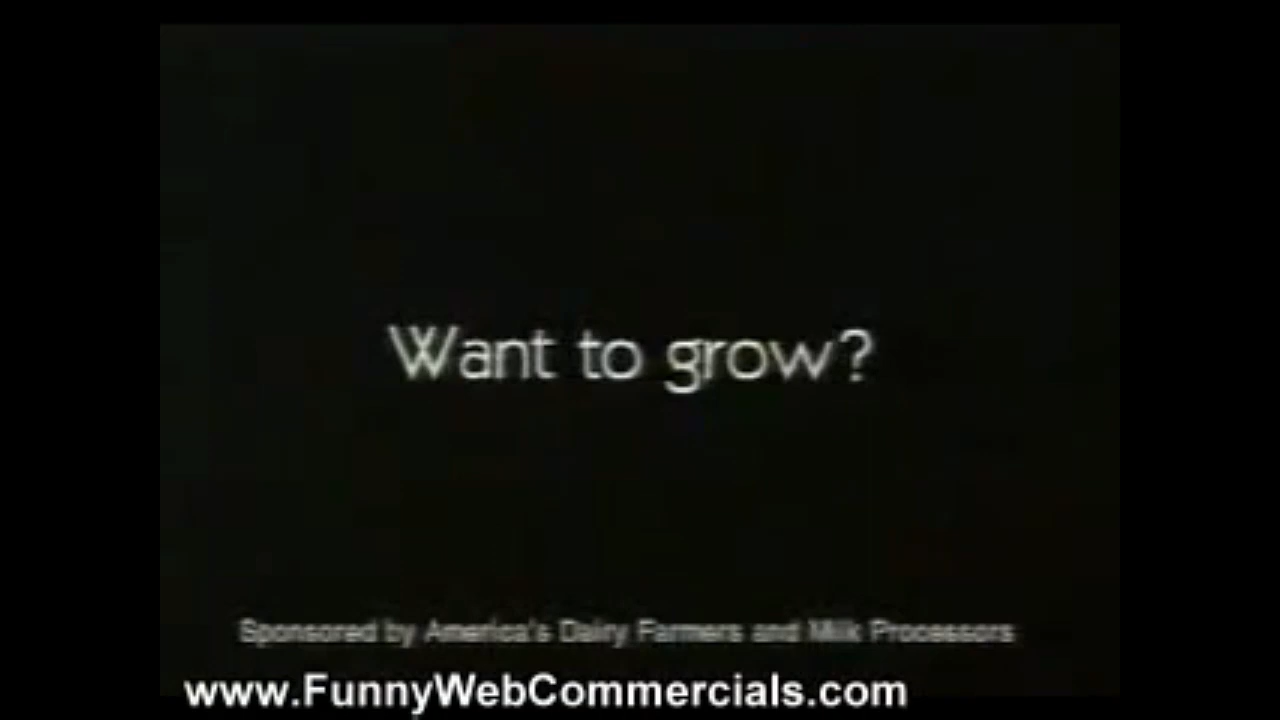 Want to grow?
Sponsored by America's Dairy Farmers and Milk Processors
www.FunnyWebCommercials.com